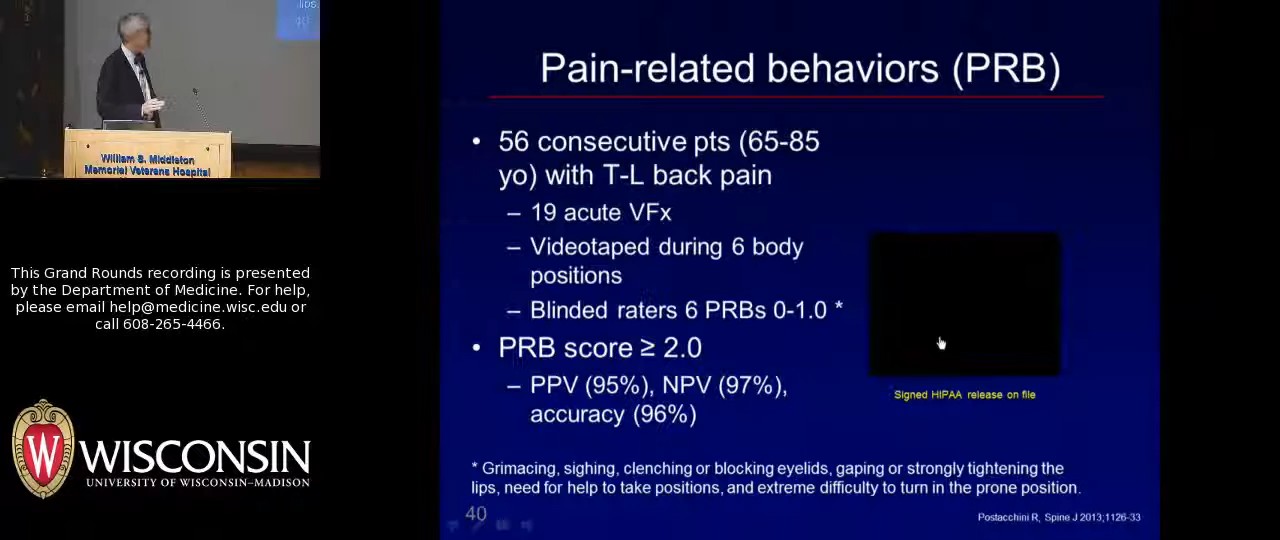 lips.
40
William S. Middleton
Memorial Veterans Hospital
This Grand Rounds recording is presented
by the Department of Medicine. For help,
please email help@medicine.wisc.edu or
call 608-265-4466.
W WISCONSIN
UNIVERSITY OF WISCONSIN–MADISON
Pain-related behaviors (PRB)
• 56 consecutive pts (65-85
yo) with T-L back pain
– 19 acute VFx
– Videotaped during 6 body
positions
– Blinded raters 6 PRBs 0-1.0 *
• PRB score ≥ 2.0
– PPV (95%), NPV (97%),
accuracy (96%)
Signed HIPAA release on file
* Grimacing, sighing, clenching or blocking eyelids, gaping or strongly tightening the
lips, need for help to take positions, and extreme difficulty to turn in the prone position.
40
Postacchini R, Spine J 2013;1126-33